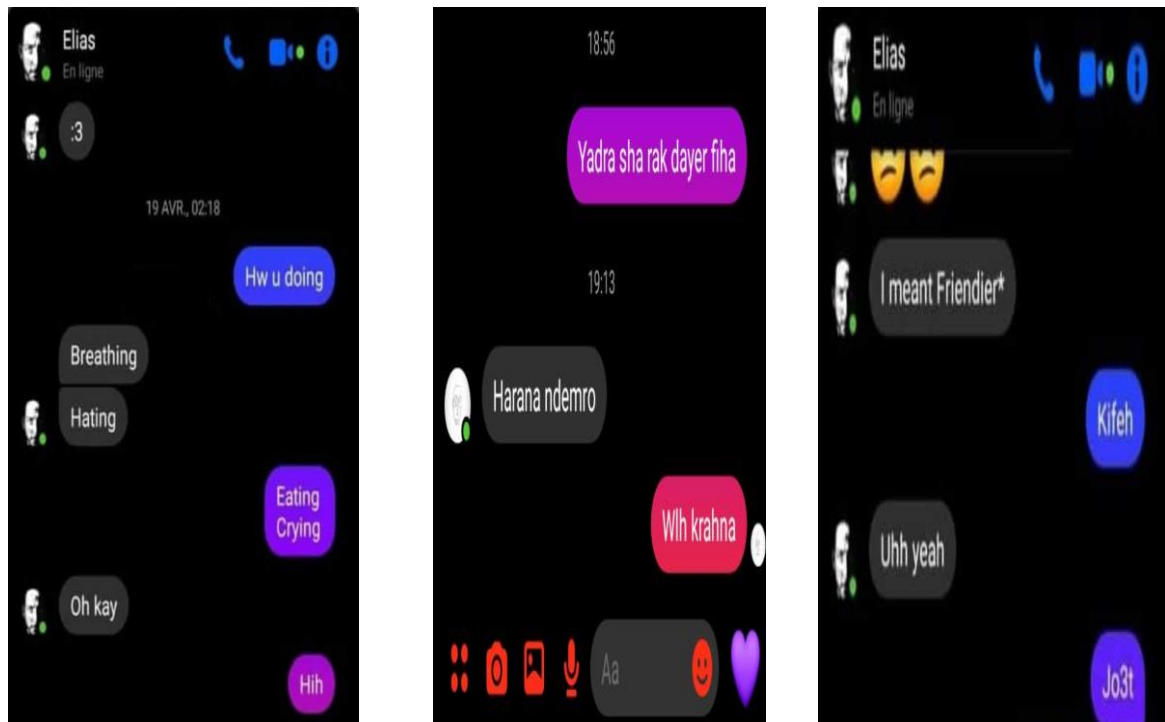 Elias
En ligne
:3
19 AVR., 02:18
Hw u doing
Breathing
Hating
Eating
Crying
Oh kay
Hih
18:56
Yadra sha rak dayer fiha
19:13
Harana ndemro
Wlh krahna
Aa
Elias
En ligne
I meant Friendier*
Kifeh
Uhh yeah
Jo3t